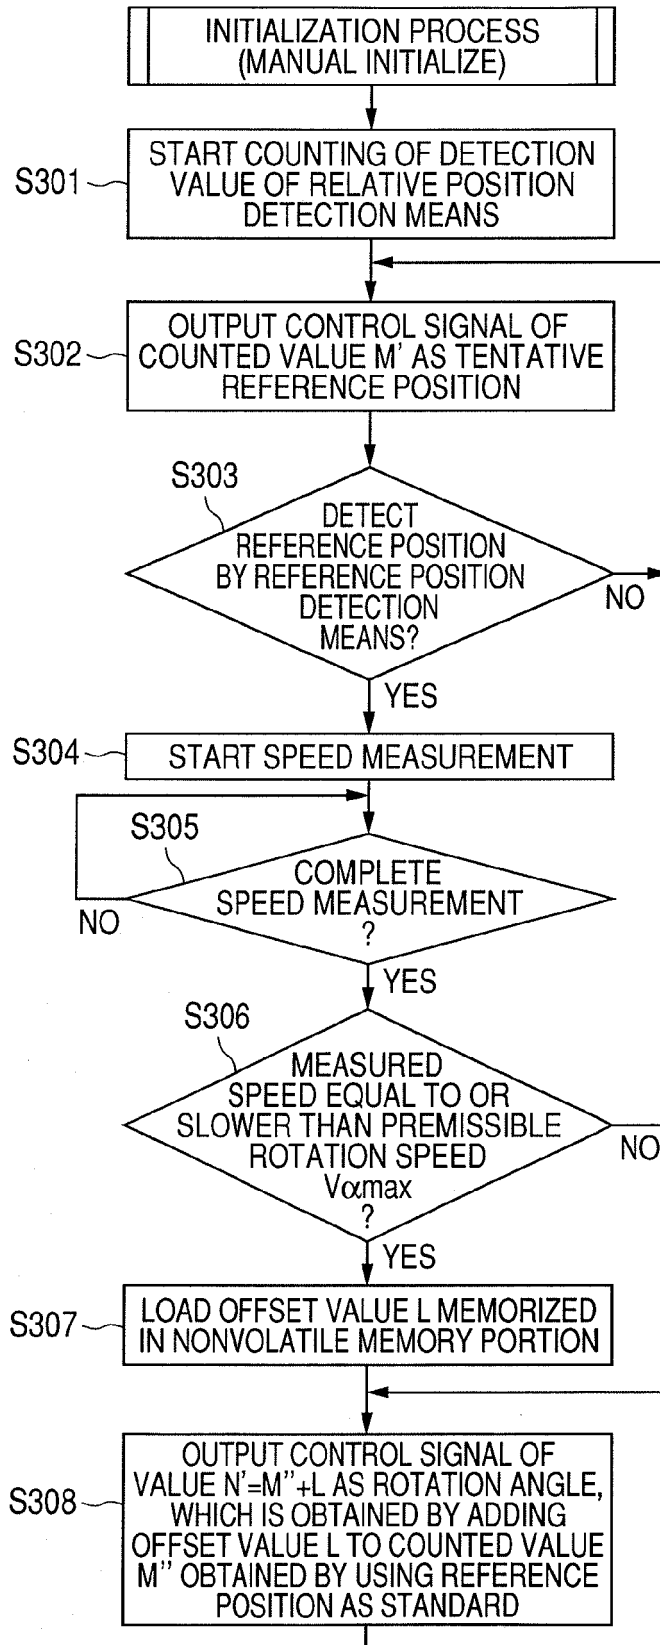 INITIALIZATION PROCESS
(MANUAL INITIALIZE)
S301
START COUNTING OF DETECTION
VALUE OF RELATIVE POSITION
DETECTION MEANS
S302
OUTPUT CONTROL SIGNAL OF
COUNTED VALUE M' AS TENTATIVE
REFERENCE POSITION
S303
DETECT
REFERENCE POSITION
BY REFERENCE POSITION
DETECTION
MEANS?
NO
YES
S304
START SPEED MEASUREMENT
S305
COMPLETE
SPEED MEASUREMENT
?
NO
YES
S306
MEASURED
SPEED EQUAL TO OR
SLOWER THAN PREMISSIBLE
ROTATION SPEED
Vαmax
?
NO
YES
S307
LOAD OFFSET VALUE L MEMORIZED
IN NONVOLATILE MEMORY PORTION
S308
OUTPUT CONTROL SIGNAL OF
VALUE N'=M"+L AS ROTATION ANGLE,
WHICH IS OBTAINED BY ADDING
OFFSET VALUE L TO COUNTED VALUE
M" OBTAINED BY USING REFERENCE
POSITION AS STANDARD